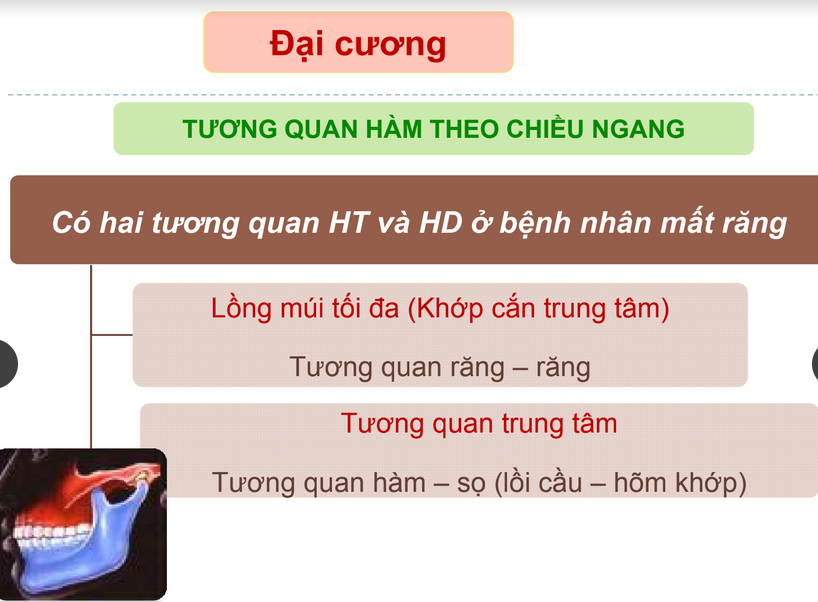 Đại cương
TƯƠNG QUAN HÀM THEO CHIỀU NGANG
Có hai tương quan HT và HD ở bệnh nhân mất răng
Lồng múi tối đa (Khớp cắn trung tâm)
Tương quan răng – răng
Tương quan trung tâm
Tương quan hàm – sọ (lồi cầu – hõm khớp)